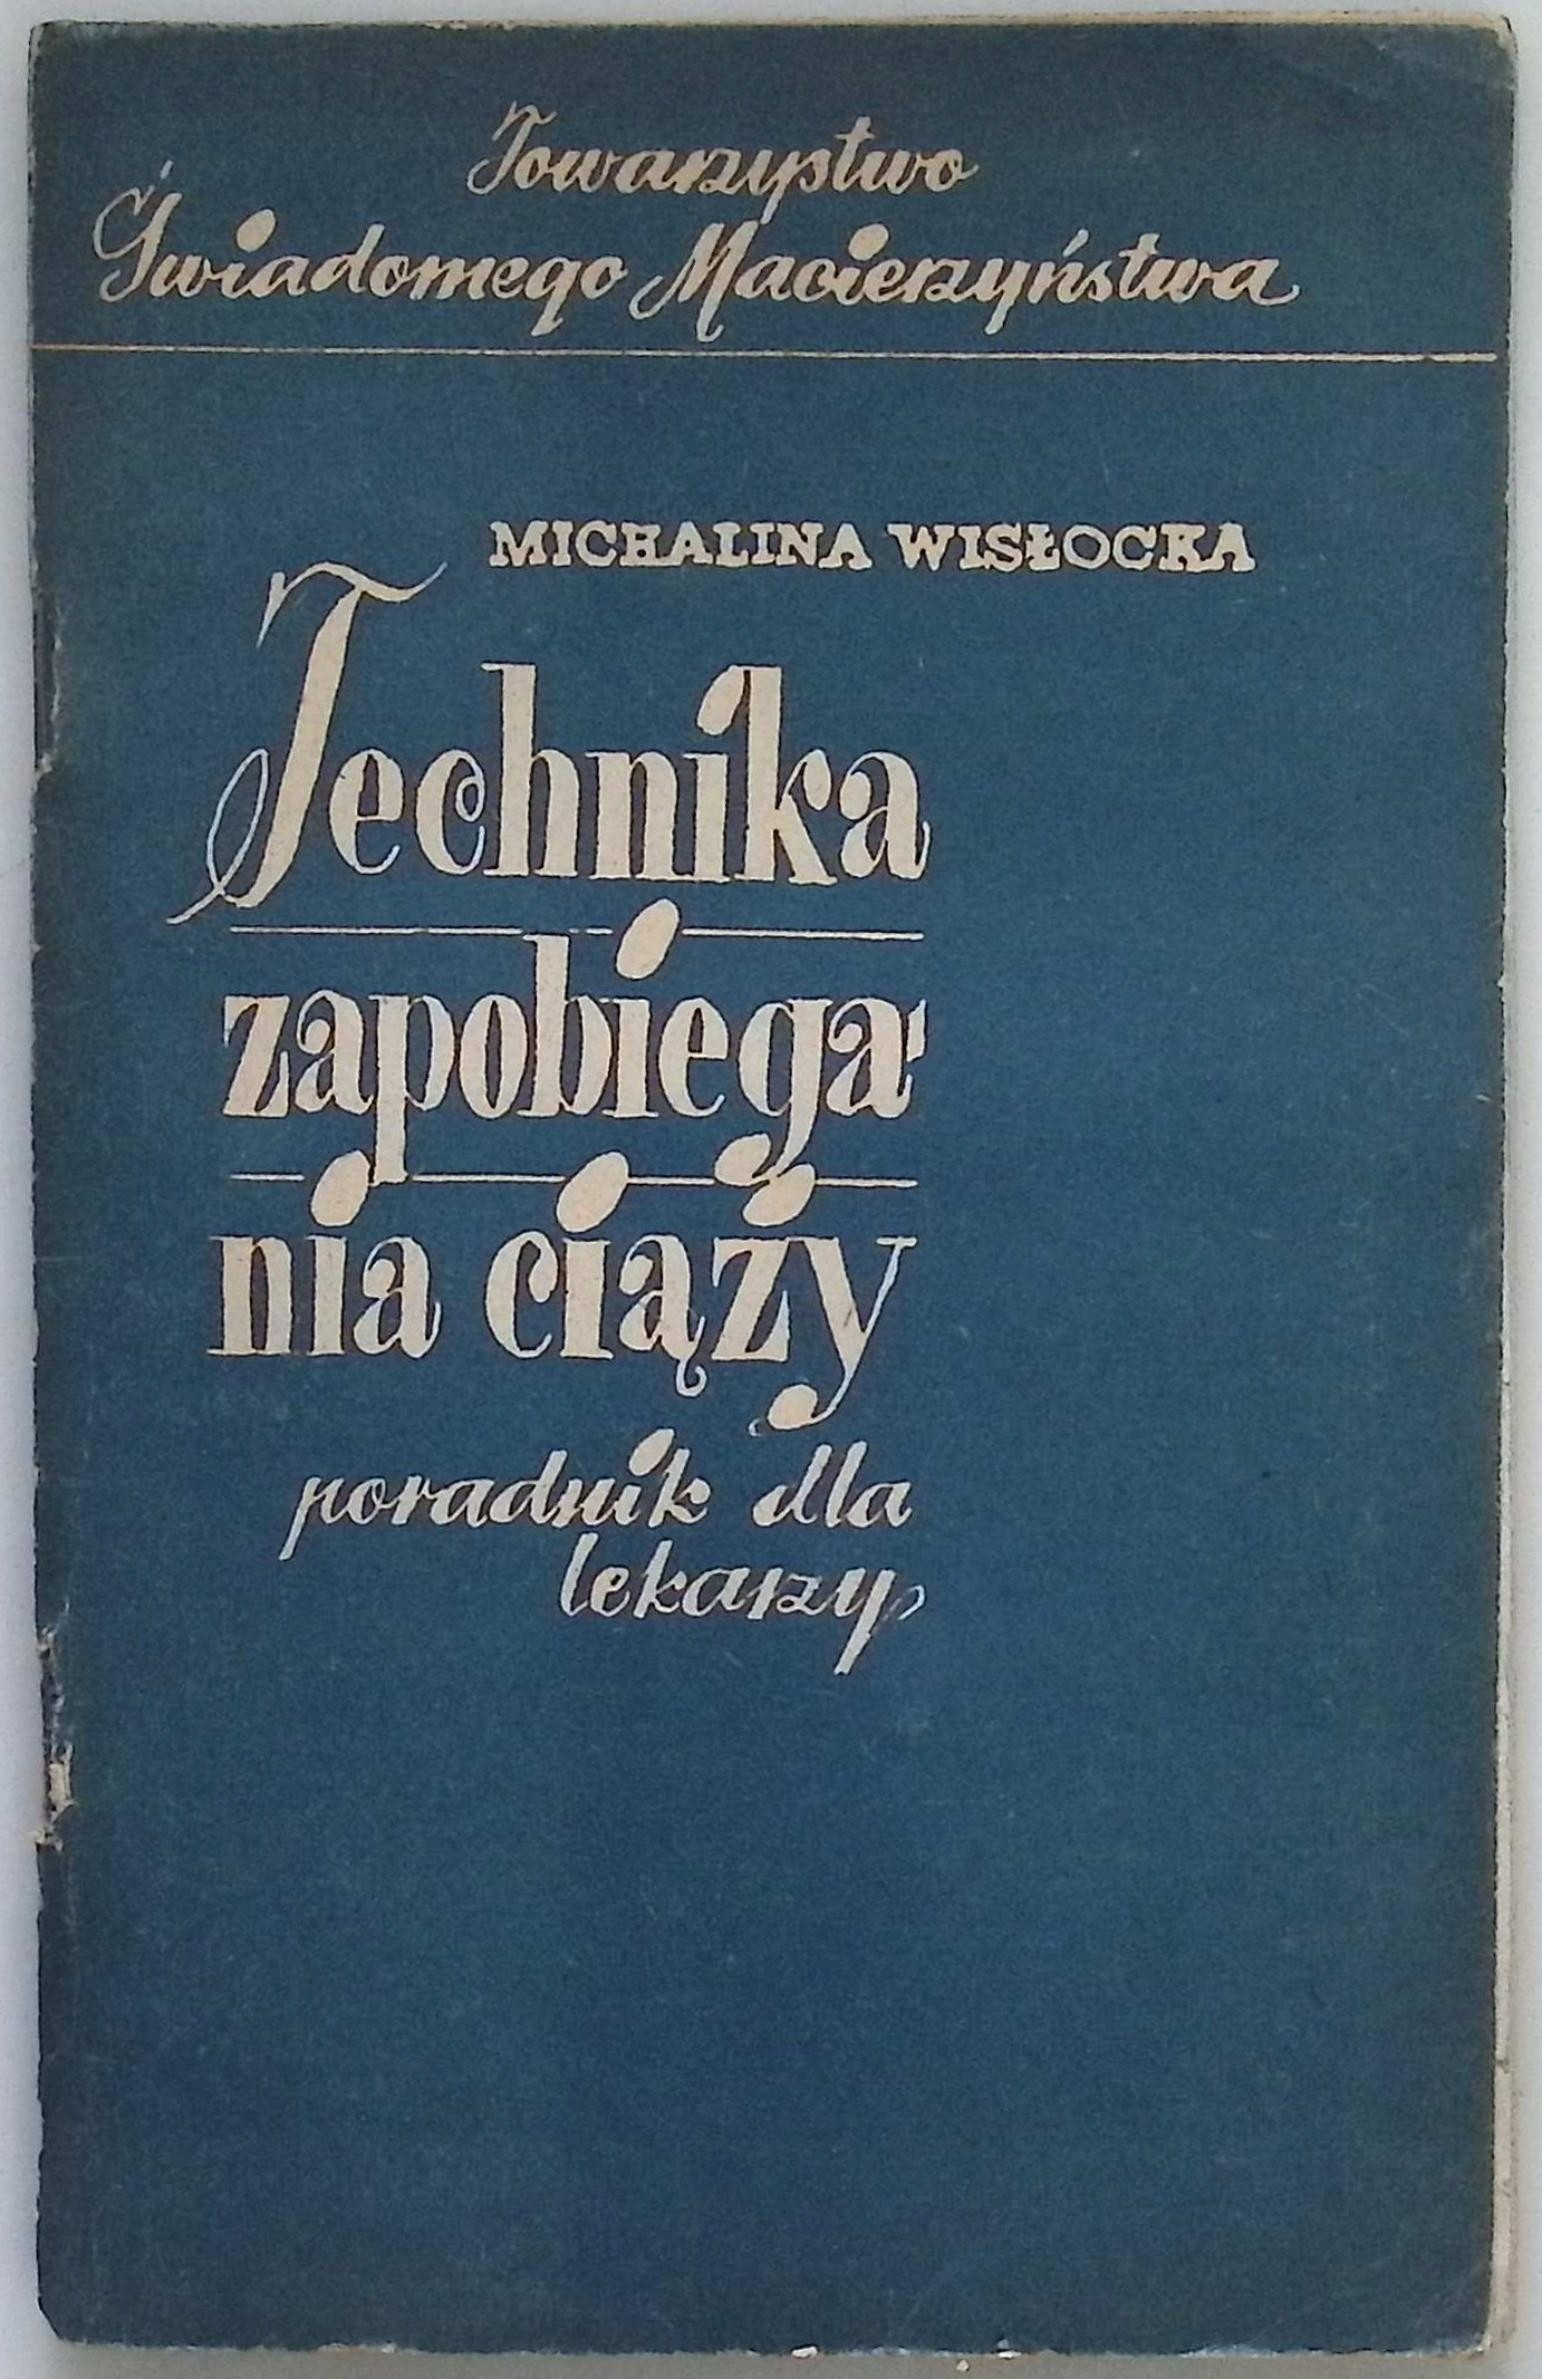 Towarzystwo
Świadomego Macierzyństwa
MICHALINA WISŁOCKA
Technika
zapobiega-
nia ciąży
poradnik dla
lekarzy